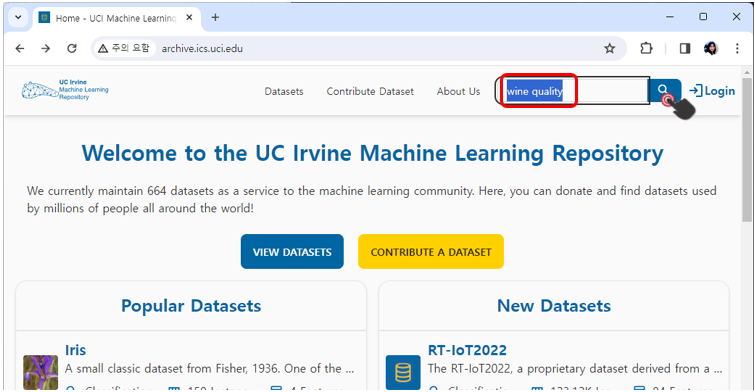 Home - UCI Machine Learning
주의 요함
archive.ics.uci.edu
UC Irvine
Machine Learning
Repository
Datasets
Contribute Dataset
About Us
wine quality
Login
Welcome to the UC Irvine Machine Learning Repository
We currently maintain 664 datasets as a service to the machine learning community. Here, you can donate and find datasets used
by millions of people all around the world!
VIEW DATASETS
CONTRIBUTE A DATASET
Popular Datasets
New Datasets
Iris
A small classic dataset from Fisher, 1936. One of the ...
RT-IoT2022
The RT-IoT2022, a proprietary dataset derived from a ...